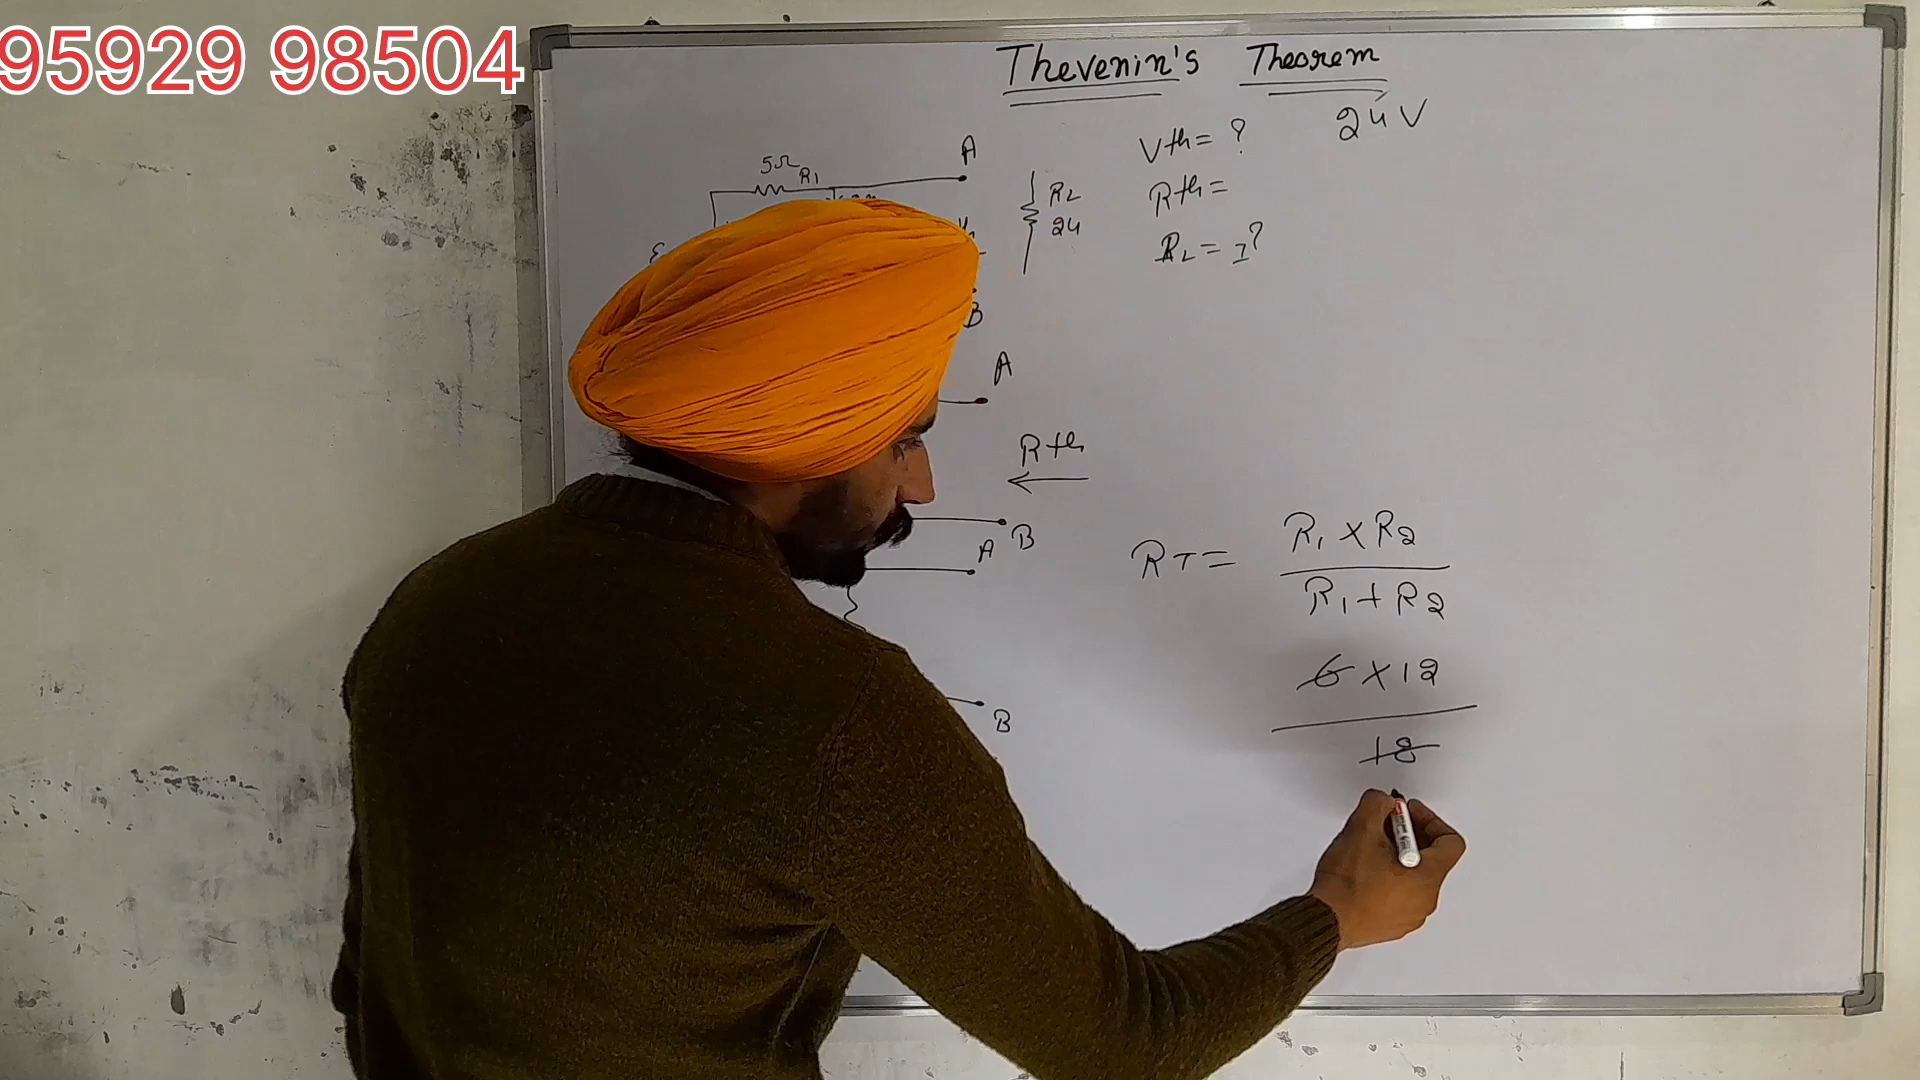 95929 98504
Thevenin's Theorem
24 V
Vth = ?
A
5Ω
R1
Rth =
RL
24
RL = I?
B
A
Rth
B
A
RT = R1 × R2
R1 + R2
6 × 12
18
B